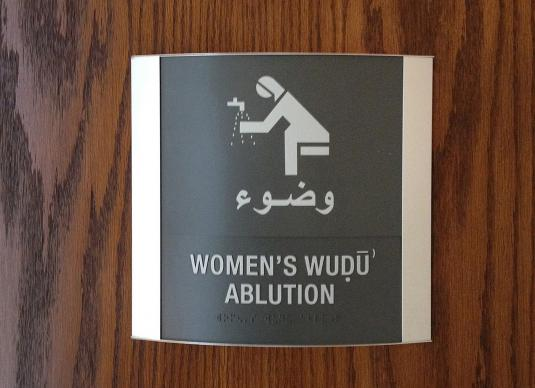 وضوء
WOMEN'S WUḌŪʾ
ABLUTION